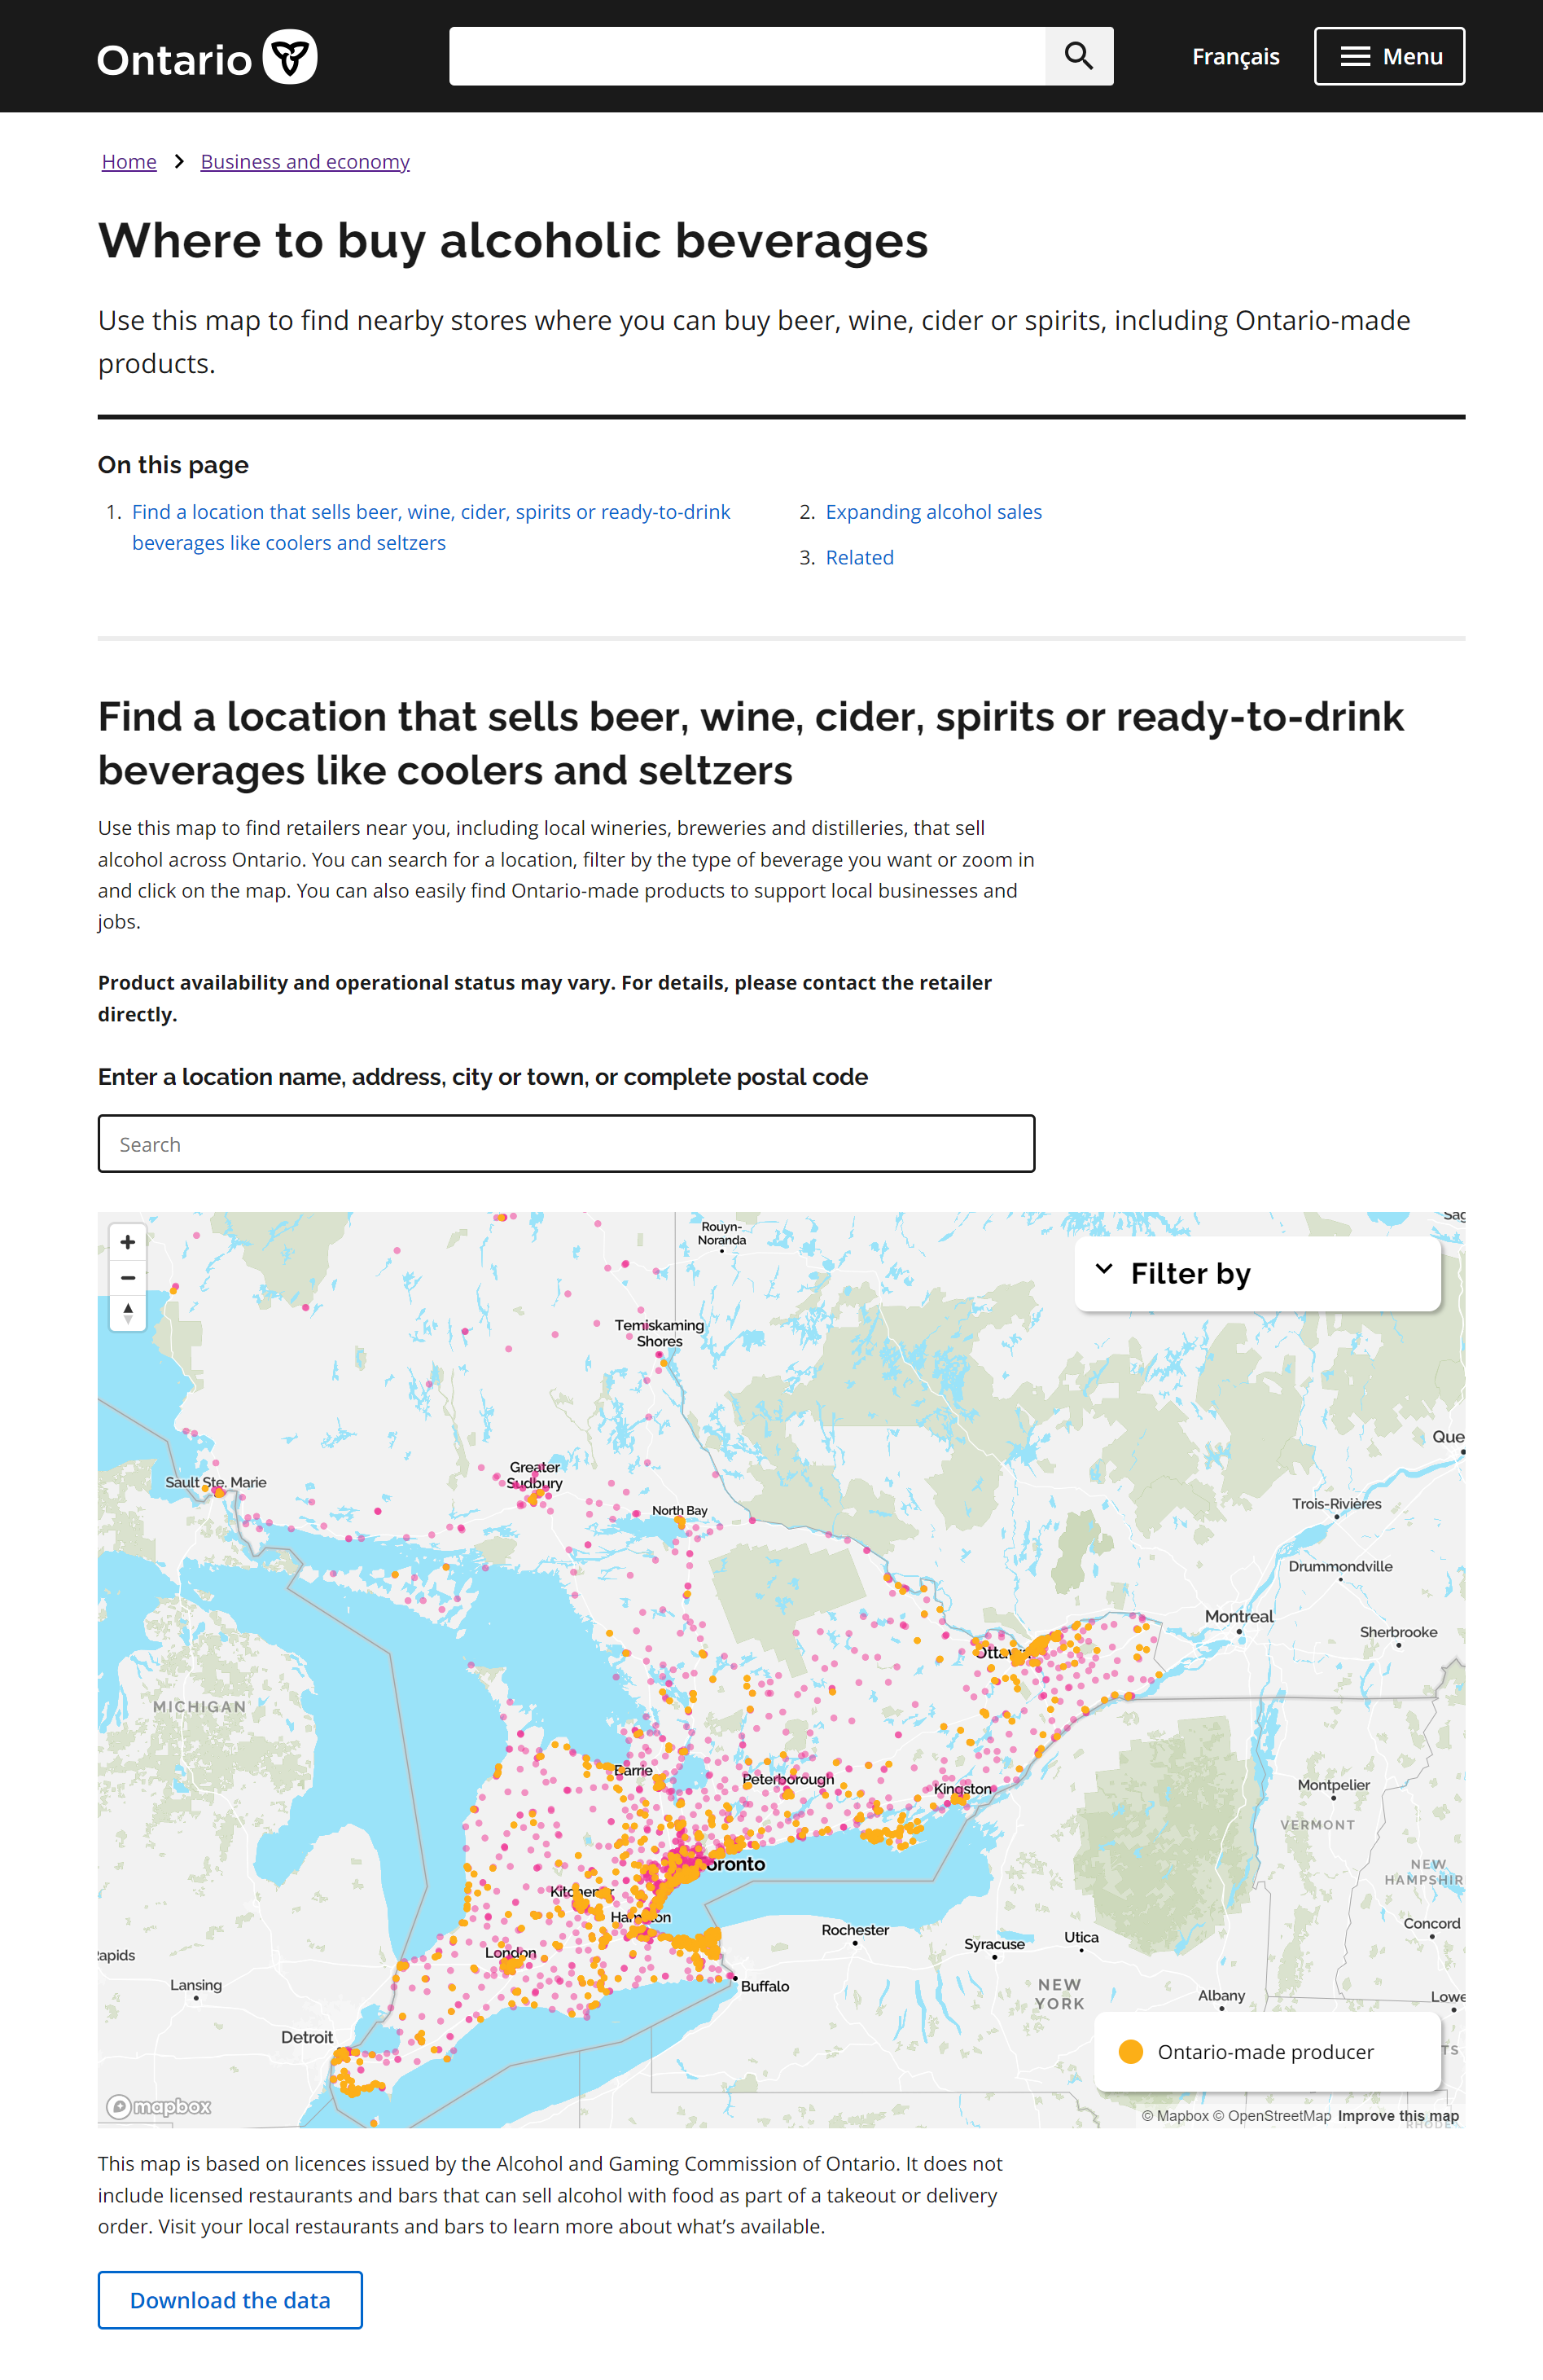 Ontario
Français
Menu
Home
Business and economy
Where to buy alcoholic beverages
Use this map to find nearby stores where you can buy beer, wine, cider or spirits, including Ontario-made
products.
On this page
1. Find a location that sells beer, wine, cider, spirits or ready-to-drink
beverages like coolers and seltzers
2. Expanding alcohol sales
3. Related
Find a location that sells beer, wine, cider, spirits or ready-to-drink
beverages like coolers and seltzers
Use this map to find retailers near you, including local wineries, breweries and distilleries, that sell
alcohol across Ontario. You can search for a location, filter by the type of beverage you want or zoom in
and click on the map. You can also easily find Ontario-made products to support local businesses and
jobs.
Product availability and operational status may vary. For details, please contact the retailer
directly.
Enter a location name, address, city or town, or complete postal code
Search
Rouyn-
Noranda
Filter by
Temiskaming
Shores
Que
Greater
Sudbury
Sault Ste. Marie
North Bay
Trois-Rivières
Drummondville
Montreal
Sherbrooke
MICHIGAN
Barrie
Peterborough
Kingston
Montpelier
VERMONT
oronto
NEW
HAMPSHIR
Concord
London
Rochester
Syracuse
Utica
apids
Lansing
Buffalo
NEW
YORK
Albany
Lowe
Detroit
Ontario-made producer
TS
mapbox
© Mapbox © OpenStreetMap Improve this map
This map is based on licences issued by the Alcohol and Gaming Commission of Ontario. It does not
include licensed restaurants and bars that can sell alcohol with food as part of a takeout or delivery
order. Visit your local restaurants and bars to learn more about what’s available.
Download the data